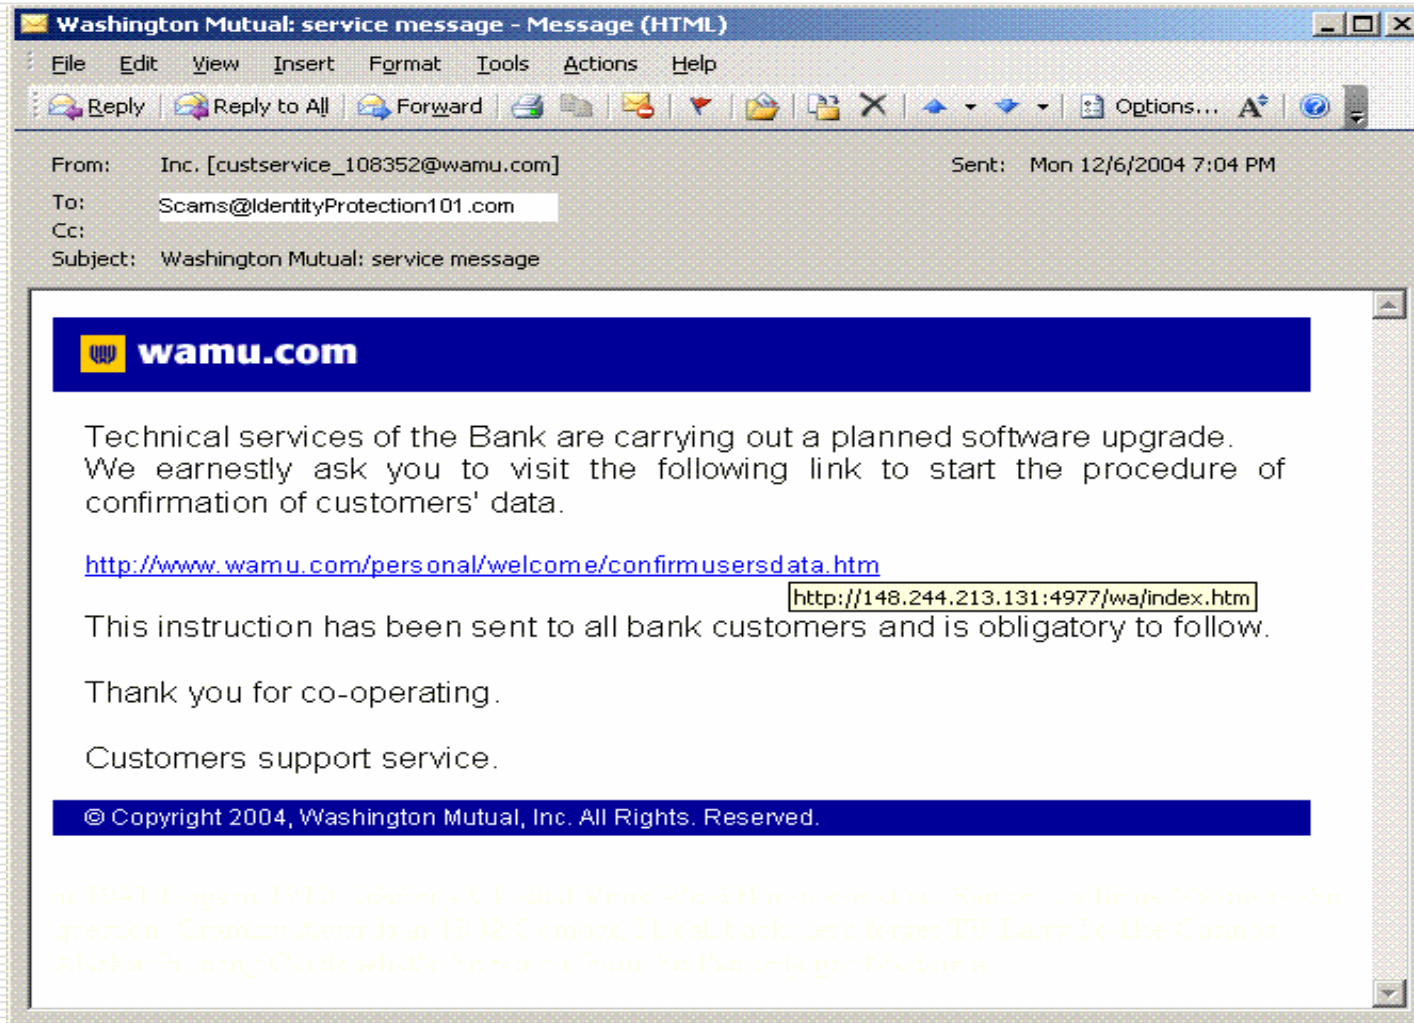 Washington Mutual: service message - Message (HTML)
File Edit View Insert Format Tools Actions Help
Reply Reply to All Forward Options...
From: Inc. [custservice_108352@wamu.com] Sent: Mon 12/6/2004 7:04 PM
To: Scams@IdentityProtection101.com
Cc:
Subject: Washington Mutual: service message
wamu.com
Technical services of the Bank are carrying out a planned software upgrade.
We earnestly ask you to visit the following link to start the procedure of
confirmation of customers' data.
http://www.wamu.com/personal/welcome/confirmusersdata.htm
http://148.244.213.131:4977/wa/index.htm
This instruction has been sent to all bank customers and is obligatory to follow.
Thank you for co-operating.
Customers support service.
© Copyright 2004, Washington Mutual, Inc. All Rights. Reserved.